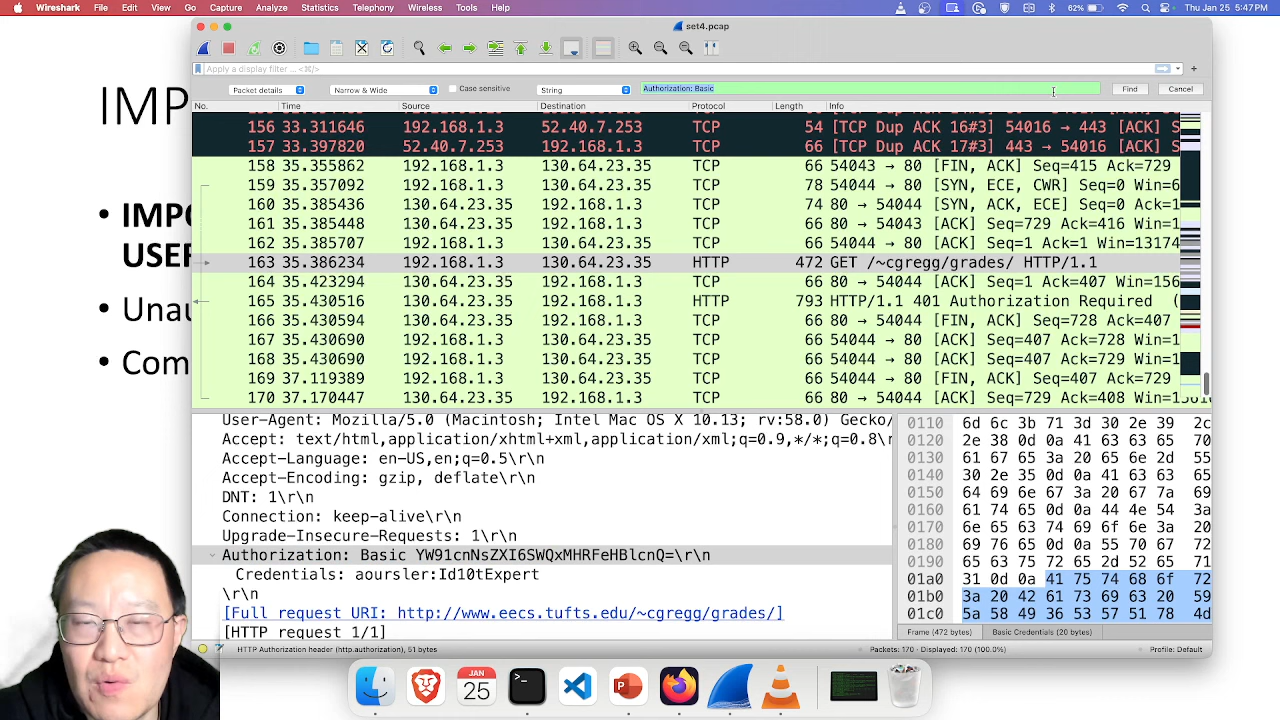 Wireshark File Edit View Go Capture Analyze Statistics Telephony Wireless Tools Help 62% Thu Jan 25 5:47 PM
set4.pcap
IMP
Apply a display filter ... <⌘/>
Packet details Narrow & Wide Case sensitive String Authorization: Basic Find Cancel
No. Time Source Destination Protocol Length Info
156 33.311646 192.168.1.3 52.40.7.253 TCP 54 [TCP Dup ACK 16#3] 54016 → 443 [ACK] S
157 33.397820 52.40.7.253 192.168.1.3 TCP 66 [TCP Dup ACK 17#3] 443 → 54016 [ACK] S
158 35.355862 192.168.1.3 130.64.23.35 TCP 66 54043 → 80 [FIN, ACK] Seq=415 Ack=729
159 35.357092 192.168.1.3 130.64.23.35 TCP 78 54044 → 80 [SYN, ECE, CWR] Seq=0 Win=6
160 35.385436 130.64.23.35 192.168.1.3 TCP 74 80 → 54044 [SYN, ACK, ECE] Seq=0 Ack=1
161 35.385448 130.64.23.35 192.168.1.3 TCP 66 80 → 54043 [ACK] Seq=729 Ack=416 Win=1
162 35.385707 192.168.1.3 130.64.23.35 TCP 66 54044 → 80 [ACK] Seq=1 Ack=1 Win=13174
163 35.386234 192.168.1.3 130.64.23.35 HTTP 472 GET /~cgregg/grades/ HTTP/1.1
164 35.423294 130.64.23.35 192.168.1.3 TCP 66 80 → 54044 [ACK] Seq=1 Ack=407 Win=156
165 35.430516 130.64.23.35 192.168.1.3 HTTP 793 HTTP/1.1 401 Authorization Required (
166 35.430594 130.64.23.35 192.168.1.3 TCP 66 80 → 54044 [FIN, ACK] Seq=728 Ack=407
167 35.430690 192.168.1.3 130.64.23.35 TCP 66 54044 → 80 [ACK] Seq=407 Ack=728 Win=1
168 35.430690 192.168.1.3 130.64.23.35 TCP 66 54044 → 80 [ACK] Seq=407 Ack=729 Win=1
169 37.119389 192.168.1.3 130.64.23.35 TCP 66 54044 → 80 [FIN, ACK] Seq=407 Ack=729
170 37.170447 130.64.23.35 192.168.1.3 TCP 66 80 → 54044 [ACK] Seq=729 Ack=408
• IMPO
USER
• Unau
• Com
User-Agent: Mozilla/5.0 (Macintosh; Intel Mac OS X 10.13; rv:58.0) Gecko/
Accept: text/html,application/xhtml+xml,application/xml;q=0.9,*/*;q=0.8\r
Accept-Language: en-US,en;q=0.5\r\n
Accept-Encoding: gzip, deflate\r\n
DNT: 1\r\n
Connection: keep-alive\r\n
Upgrade-Insecure-Requests: 1\r\n
Authorization: Basic YW91cnNsZXI6SWQxMHRFeHBlcnQ=\r\n
Credentials: aoursler:Id10tExpert
\r\n
[Full request URI: http://www.eecs.tufts.edu/~cgregg/grades/]
[HTTP request 1/1]
0110 6d 6c 3b 71 3d 30 2e 39 2c
0120 2e 38 0d 0a 41 63 63 65 70
0130 61 67 65 3a 20 65 6e 2d 55
0140 30 2e 35 0d 0a 41 63 63 65
0150 64 69 6e 67 3a 20 67 7a 69
0160 61 74 65 0d 0a 44 4e 54 3a
0170 6e 65 63 74 69 6f 6e 3a 20
0180 69 76 65 0d 0a 55 70 67 72
0190 65 63 75 72 65 2d 52 65 71
01a0 31 0d 0a 41 75 74 68 6f 72
01b0 3a 20 42 61 73 69 63 20 59
01c0 5a 58 49 36 53 57 51 78 4d
Frame (472 bytes) Basic Credentials (20 bytes)
HTTP Authorization header (http.authorization), 51 bytes Packets: 170 · Displayed: 170 (100.0%) Profile: Default
JAN
25